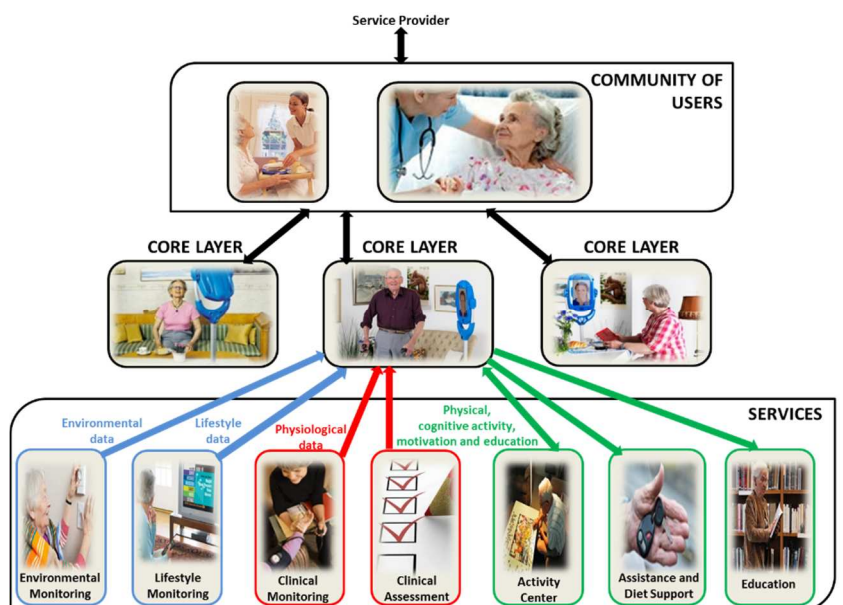 Service Provider
COMMUNITY OF
USERS
CORE LAYER
CORE LAYER
CORE LAYER
SERVICES
Environmental
data
Lifestyle
data
Physiological
data
Physical,
cognitive activity,
motivation and education
Environmental
Monitoring
Lifestyle
Monitoring
Clinical
Monitoring
Clinical
Assessment
Activity
Center
Assistance and
Diet Support
Education